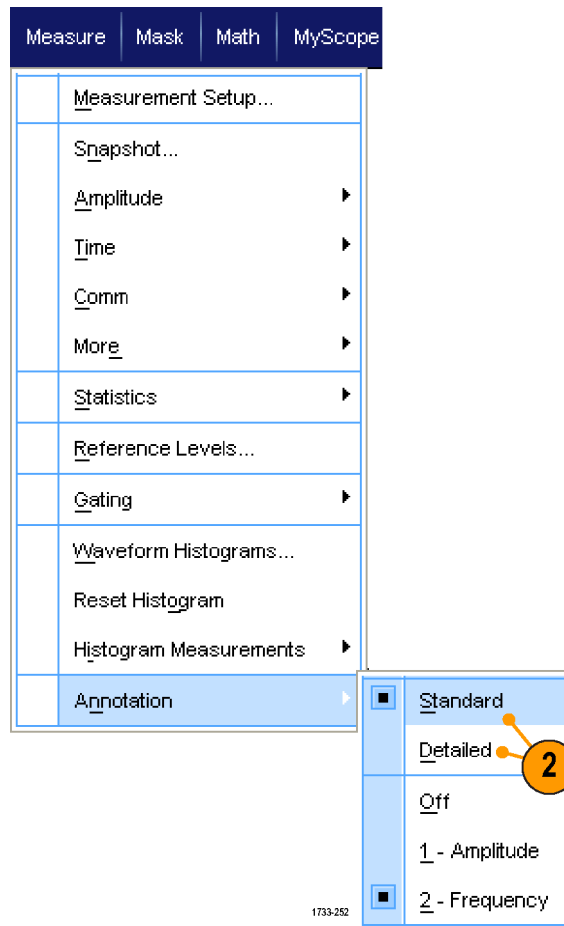 Measure Mask Math MyScope
Measurement Setup...
Snapshot...
Amplitude
Time
Comm
More
Statistics
Reference Levels...
Gating
Waveform Histograms...
Reset Histogram
Histogram Measurements
Annotation
Standard
Detailed
2
Off
1 - Amplitude
2 - Frequency
1733-252